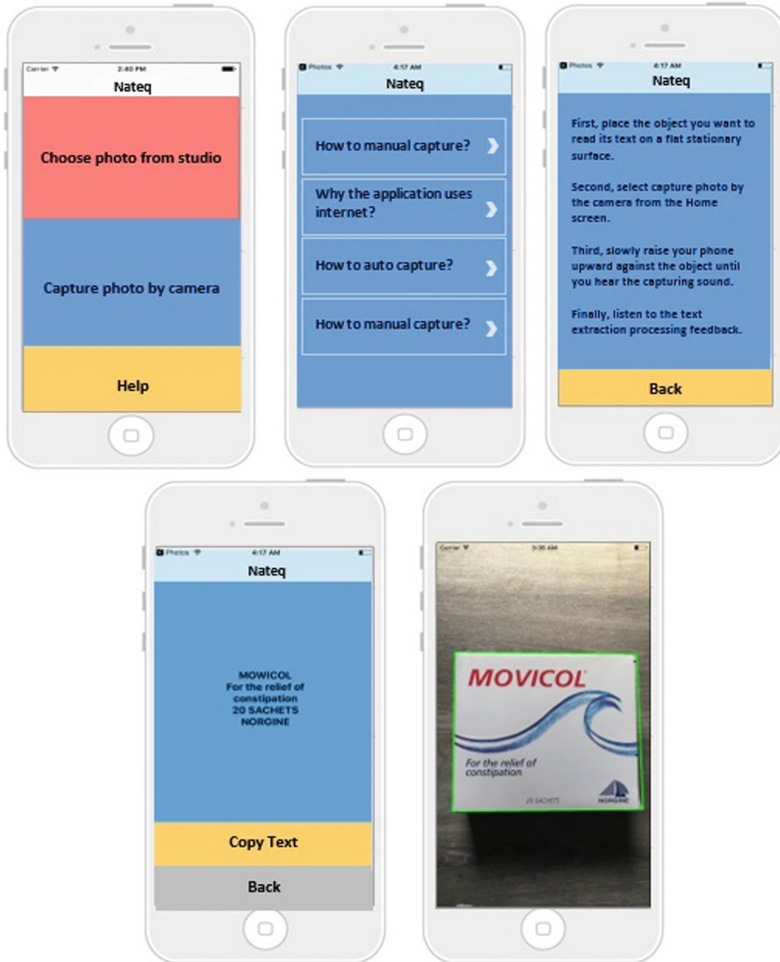 Carrier 2:40 PM
Nateq
Choose photo from studio
Capture photo by camera
Help
Photos 4:17 AM
Nateq
How to manual capture?
Why the application uses
internet?
How to auto capture?
How to manual capture?
Photos 4:17 AM
Nateq
First, place the object you want to
read its text on a flat stationary
surface.
Second, select capture photo by
the camera from the Home
screen.
Third, slowly raise your phone
upward against the object until
you hear the capturing sound.
Finally, listen to the text
extraction processing feedback.
Back
Photos 4:17 AM
Nateq
MOWICOL
For the relief of
constipation
20 SACHETS
NORGINE
Copy Text
Back
Carrier
MOVICOL
For the relief of
constipation
20 SACHETS
NORGINE